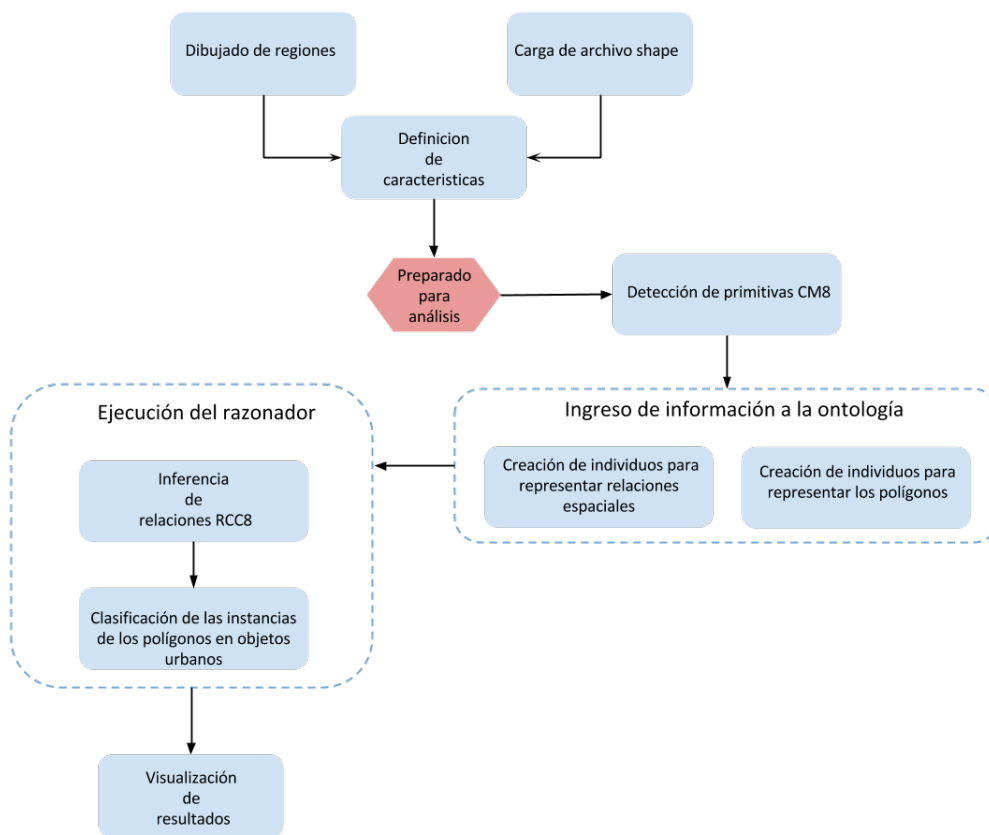 Dibujado de regiones
Carga de archivo shape
Definicion
de
caracteristicas
Preparado
para
análisis
Detección de primitivas CM8
Ingreso de información a la ontología
Creación de individuos para
representar relaciones
espaciales
Creación de individuos para
representar los polígonos
Ejecución del razonador
Inferencia
de
relaciones RCC8
Clasificación de las instancias
de los polígonos en objetos
urbanos
Visualización
de
resultados